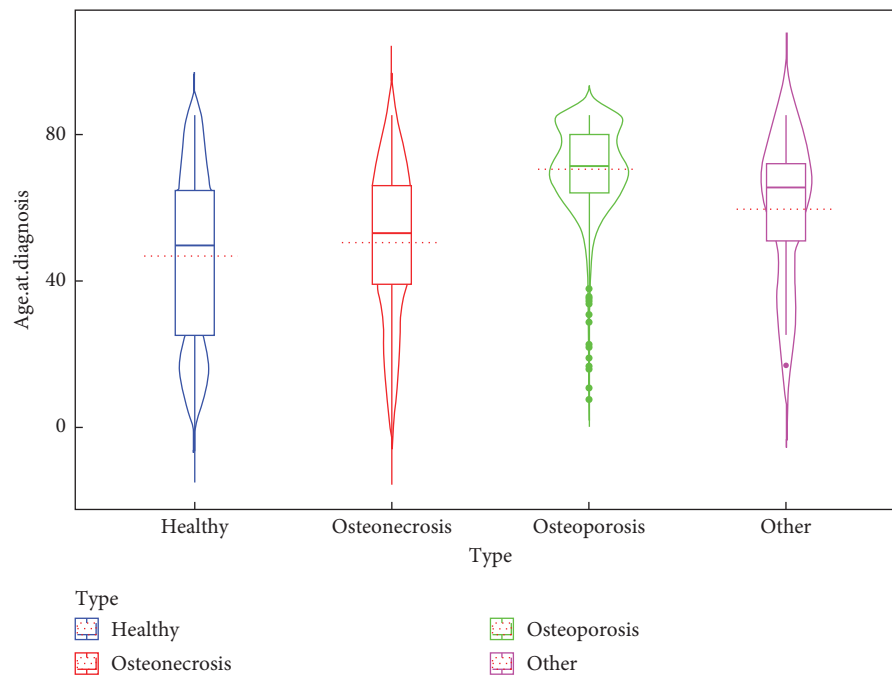 Age.at.diagnosis
80
40
0
Healthy
Osteonecrosis
Osteoporosis
Other
Type
Type
Healthy
Osteonecrosis
Osteoporosis
Other